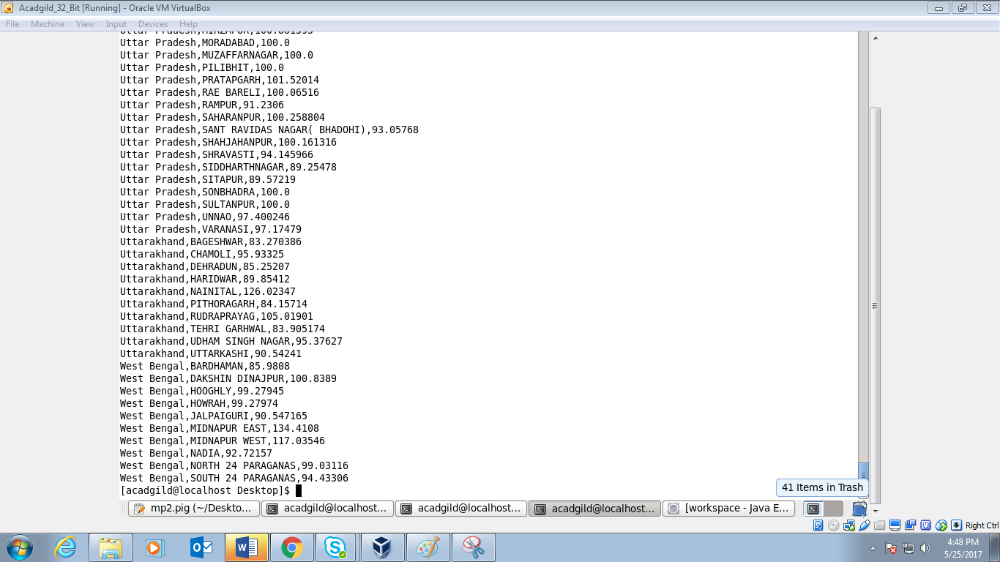 Acadgild_32_Bit [Running] - Oracle VM VirtualBox
File Machine View Input Devices Help
Uttar Pradesh,MIRZAPUR,100.861595
Uttar Pradesh,MORADABAD,100.0
Uttar Pradesh,MUZAFFARNAGAR,100.0
Uttar Pradesh,PILIBHIT,100.0
Uttar Pradesh,PRATAPGARH,101.52014
Uttar Pradesh,RAE BARELI,100.06516
Uttar Pradesh,RAMPUR,91.2306
Uttar Pradesh,SAHARANPUR,100.258804
Uttar Pradesh,SANT RAVIDAS NAGAR( BHADOHI),93.05768
Uttar Pradesh,SHAHJAHANPUR,100.161316
Uttar Pradesh,SHRAVASTI,94.145966
Uttar Pradesh,SIDDHARTHNAGAR,89.25478
Uttar Pradesh,SITAPUR,89.57219
Uttar Pradesh,SONBHADRA,100.0
Uttar Pradesh,SULTANPUR,100.0
Uttar Pradesh,UNNAO,97.400246
Uttar Pradesh,VARANASI,97.17479
Uttarakhand,BAGESHWAR,83.270386
Uttarakhand,CHAMOLI,95.93325
Uttarakhand,DEHRADUN,85.25207
Uttarakhand,HARIDWAR,89.85412
Uttarakhand,NAINITAL,126.02347
Uttarakhand,PITHORAGARH,84.15714
Uttarakhand,RUDRAPRAYAG,105.01901
Uttarakhand,TEHRI GARHWAL,83.905174
Uttarakhand,UDHAM SINGH NAGAR,95.37627
Uttarakhand,UTTARKASHI,90.54241
West Bengal,BARDHAMAN,85.9808
West Bengal,DAKSHIN DINAJPUR,100.8389
West Bengal,HOOGHLY,99.27945
West Bengal,HOWRAH,99.27974
West Bengal,JALPAIGURI,90.547165
West Bengal,MIDNAPUR EAST,134.4108
West Bengal,MIDNAPUR WEST,117.03546
West Bengal,NADIA,92.72157
West Bengal,NORTH 24 PARAGANAS,99.03116
West Bengal,SOUTH 24 PARAGANAS,94.43306
[acadgild@localhost Desktop]$
41 Items in Trash
mp2.pig (~/Deskto... acadgild@localhost... acadgild@localhost... acadgild@localhost... [workspace - Java E...
Right Ctrl
4:48 PM
5/25/2017